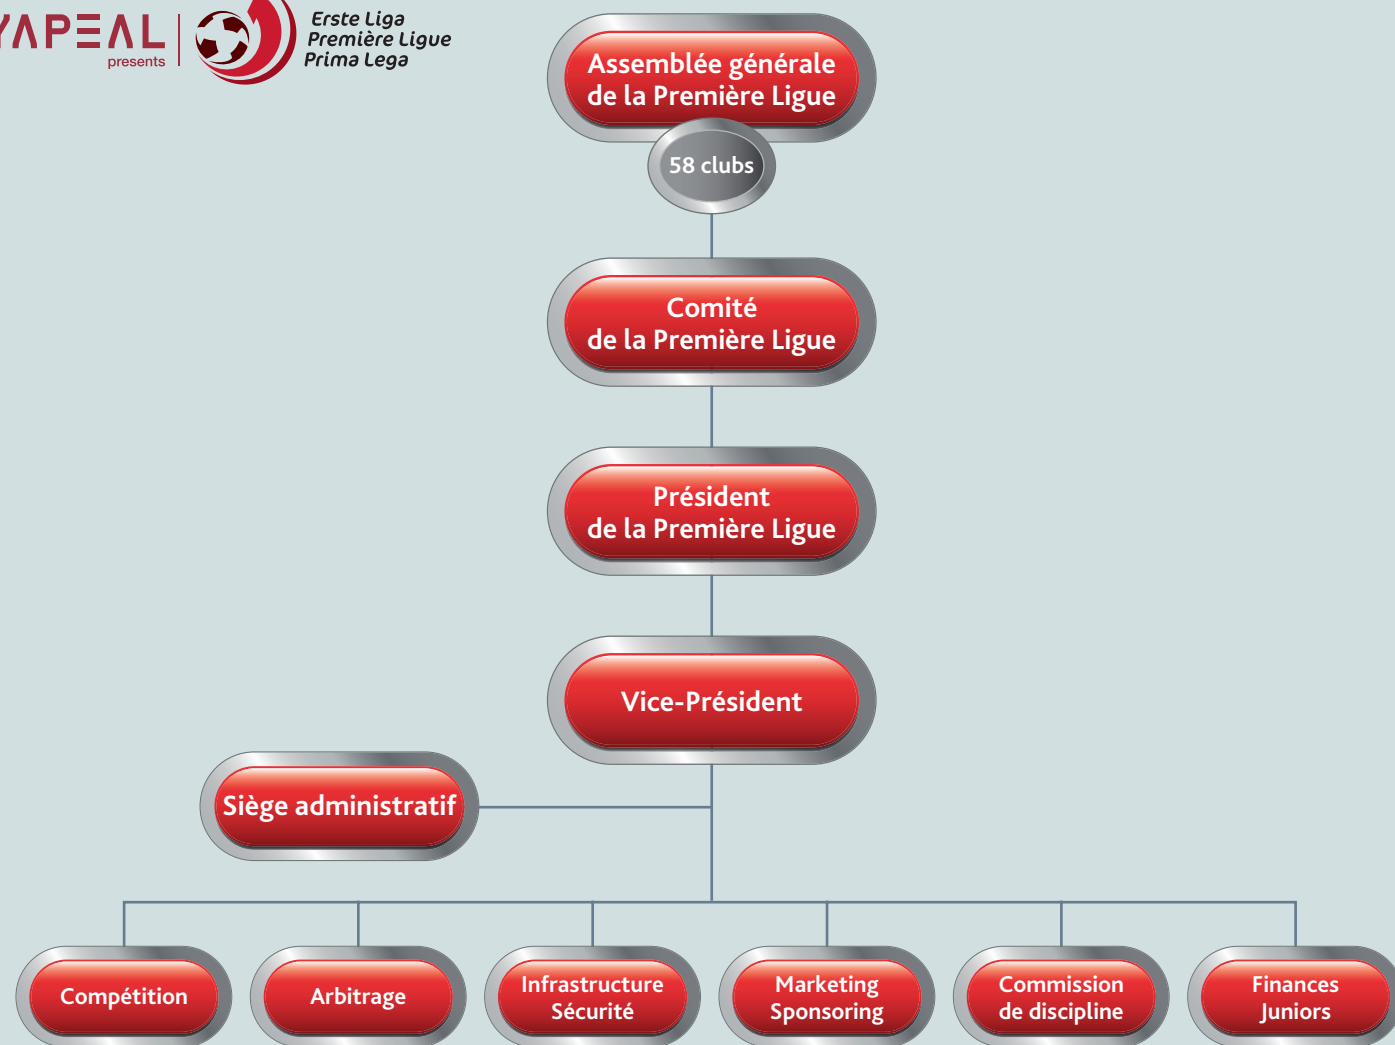 YAPEAL
presents
Erste Liga
Première Ligue
Prima Lega
Assemblée générale
de la Première Ligue
58 clubs
Comité
de la Première Ligue
Président
de la Première Ligue
Vice-Président
Siège administratif
Compétition
Arbitrage
Infrastructure
Sécurité
Marketing
Sponsoring
Commission
de discipline
Finances
Juniors